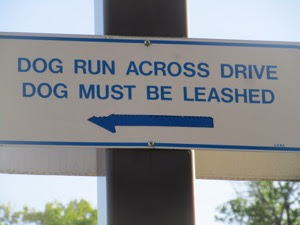 DOG RUN ACROSS DRIVE
DOG MUST BE LEASHED